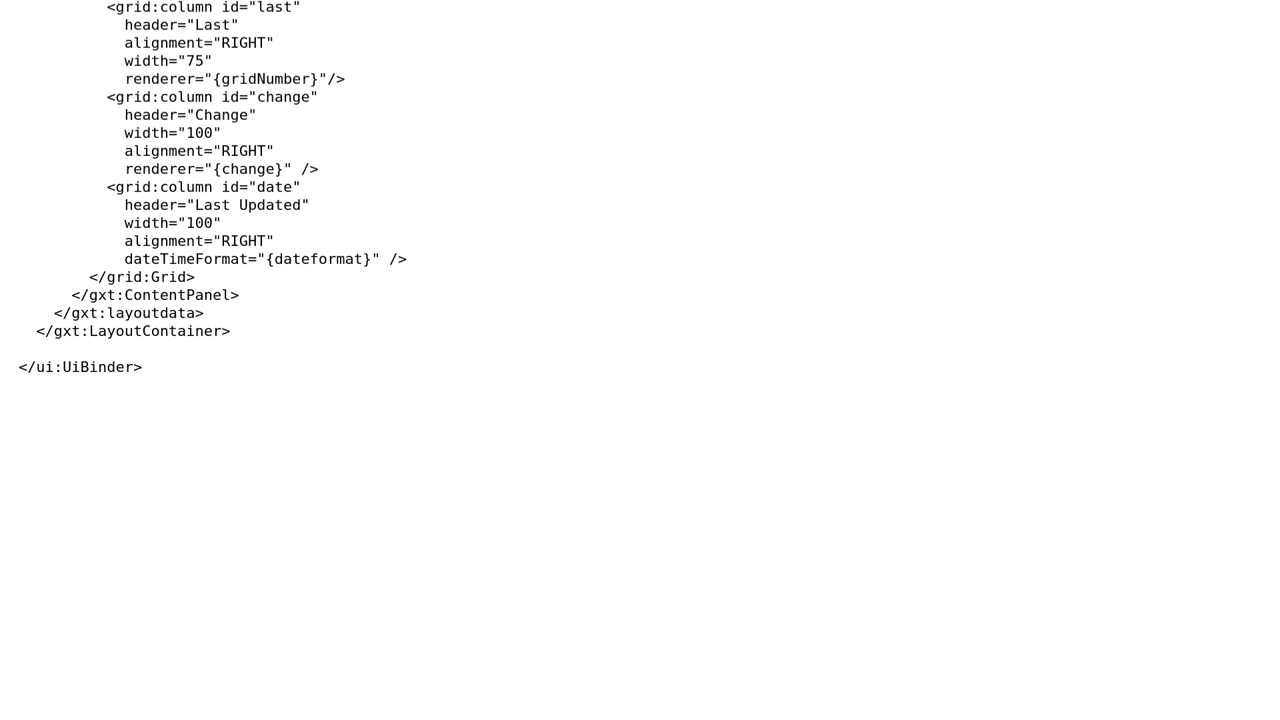 <grid:column id="last"
            header="Last"
            alignment="RIGHT"
            width="75"
            renderer="{gridNumber}"/>
          <grid:column id="change"
            header="Change"
            width="100"
            alignment="RIGHT"
            renderer="{change}" />
          <grid:column id="date"
            header="Last Updated"
            width="100"
            alignment="RIGHT"
            dateTimeFormat="{dateformat}" />
        </grid:Grid>
      </gxt:ContentPanel>
    </gxt:layoutdata>
  </gxt:LayoutContainer>

</ui:UiBinder>